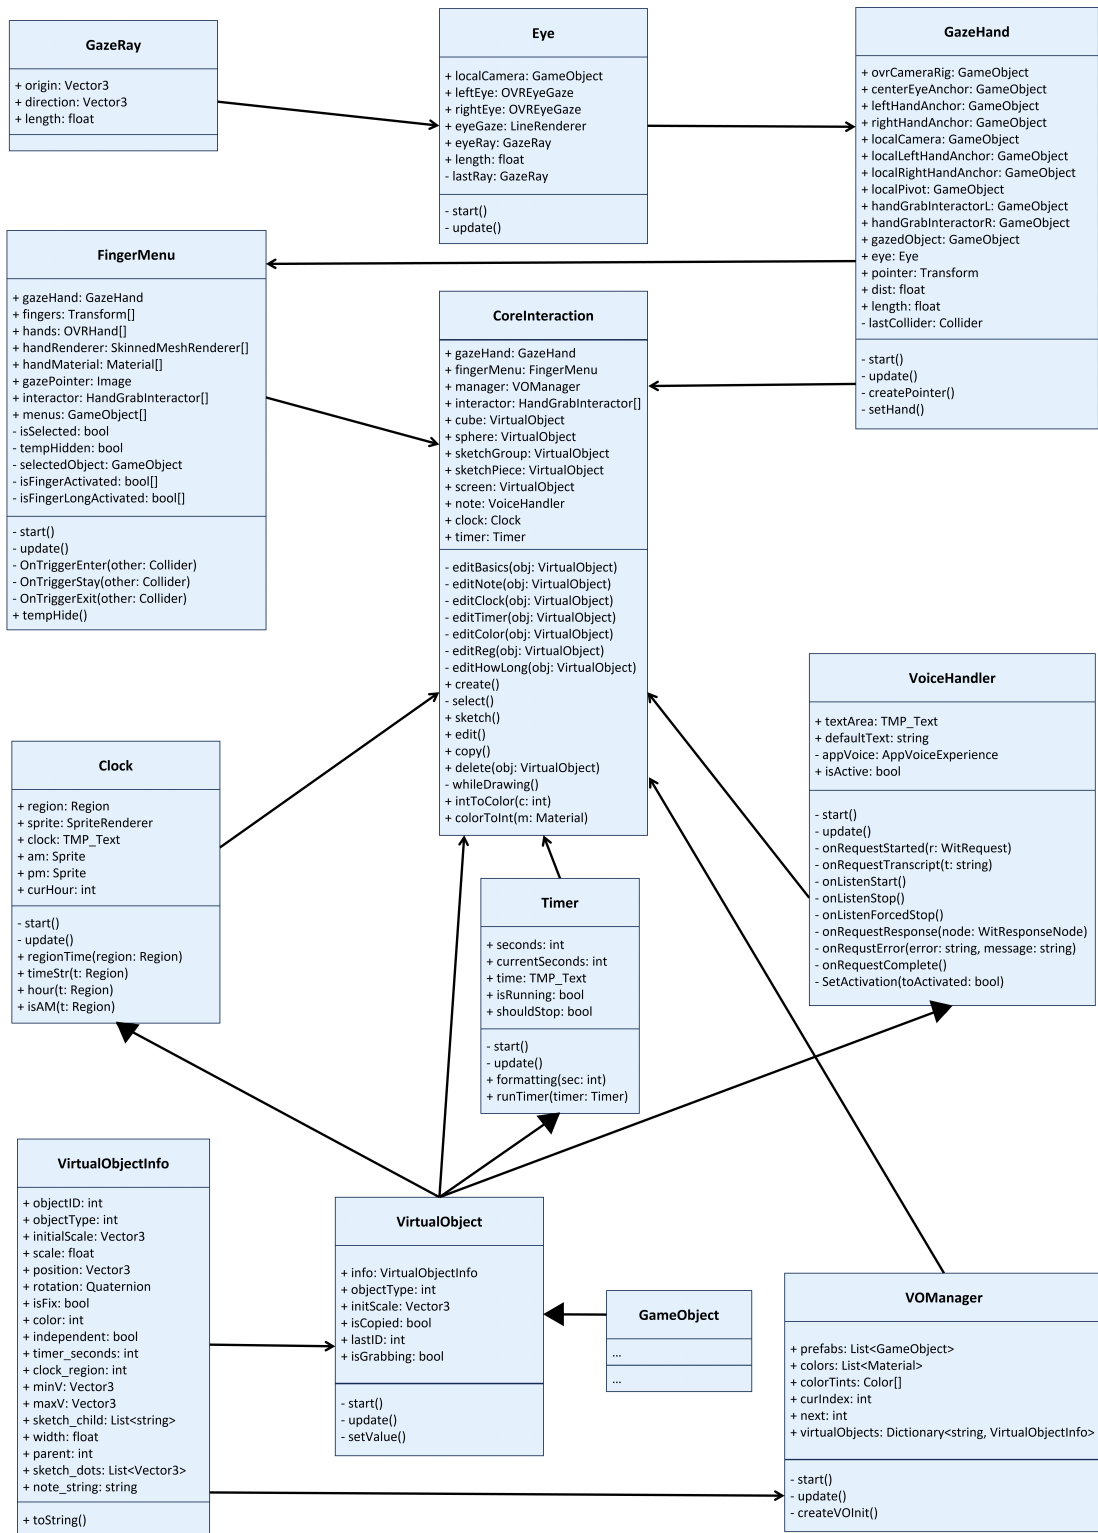 GazeRay
+ origin: Vector3
+ direction: Vector3
+ length: float
Eye
+ localCamera: GameObject
+ leftEye: OVREyeGaze
+ rightEye: OVREyeGaze
+ eyeGaze: LineRenderer
+ eyeRay: GazeRay
+ length: float
- lastRay: GazeRay
- start()
- update()
GazeHand
+ ovrCameraRig: GameObject
+ centerEyeAnchor: GameObject
+ leftHandAnchor: GameObject
+ rightHandAnchor: GameObject
+ localCamera: GameObject
+ localLeftHandAnchor: GameObject
+ localRightHandAnchor: GameObject
+ localPivot: GameObject
+ handGrabInteractorL: GameObject
+ handGrabInteractorR: GameObject
+ gazedObject: GameObject
+ eye: Eye
+ pointer: Transform
+ dist: float
+ length: float
- lastCollider: Collider
- start()
- update()
- createPointer()
- setHand()
FingerMenu
+ gazeHand: GazeHand
+ fingers: Transform[]
+ hands: OVRHand[]
+ handRenderer: SkinnedMeshRenderer[]
+ handMaterial: Material[]
+ gazePointer: Image
+ interactor: HandGrabInteractor[]
+ menus: GameObject[]
- isSelected: bool
- tempHidden: bool
- selectedObject: GameObject
- isFingerActivated: bool[]
- isFingerLongActivated: bool[]
- start()
- update()
- OnTriggerEnter(other: Collider)
- OnTriggerStay(other: Collider)
- OnTriggerExit(other: Collider)
+ tempHide()
CoreInteraction
+ gazeHand: GazeHand
+ fingerMenu: FingerMenu
+ manager: VOManager
+ interactor: HandGrabInteractor[]
+ cube: VirtualObject
+ sphere: VirtualObject
+ sketchGroup: VirtualObject
+ sketchPiece: VirtualObject
+ screen: VirtualObject
+ note: VoiceHandler
+ clock: Clock
+ timer: Timer
- editBasics(obj: VirtualObject)
- editNote(obj: VirtualObject)
- editClock(obj: VirtualObject)
- editTimer(obj: VirtualObject)
- editColor(obj: VirtualObject)
- editReg(obj: VirtualObject)
- editHowLong(obj: VirtualObject)
+ create()
- select()
+ sketch()
+ edit()
+ copy()
+ delete(obj: VirtualObject)
- whileDrawing()
+ intToColor(c: int)
+ colorToInt(m: Material)
VoiceHandler
+ textArea: TMP_Text
+ defaultText: string
- appVoice: AppVoiceExperience
+ isActive: bool
- start()
- update()
- onRequestStarted(r: WitRequest)
- onRequestTranscript(t: string)
- onListenStart()
- onListenStop()
- onListenForcedStop()
- onRequestResponse(node: WitResponseNode)
- onRequstError(error: string, message: string)
- onRequestComplete()
- SetActivation(toActivated: bool)
Clock
+ region: Region
+ sprite: SpriteRenderer
+ clock: TMP_Text
+ am: Sprite
+ pm: Sprite
+ curHour: int
- start()
- update()
+ regionTime(region: Region)
+ timeStr(t: Region)
+ hour(t: Region)
+ isAM(t: Region)
Timer
+ seconds: int
+ currentSeconds: int
+ time: TMP_Text
+ isRunning: bool
+ shouldStop: bool
- start()
- update()
+ formatting(sec: int)
+ runTimer(timer: Timer)
VirtualObjectInfo
+ objectID: int
+ objectType: int
+ initialScale: Vector3
+ scale: float
+ position: Vector3
+ rotation: Quaternion
+ isFix: bool
+ color: int
+ independent: bool
+ timer_seconds: int
+ clock_region: int
+ minV: Vector3
+ maxV: Vector3
+ sketch_child: List<string>
+ width: float
+ parent: int
+ sketch_dots: List<Vector3>
+ note_string: string
+ toString()
VirtualObject
+ info: VirtualObjectInfo
+ objectType: int
+ initScale: Vector3
+ isCopied: bool
+ lastID: int
+ isGrabbing: bool
- start()
- update()
- setValue()
GameObject
...
...
VOManager
+ prefabs: List<GameObject>
+ colors: List<Material>
+ colorTints: Color[]
+ curIndex: int
+ next: int
+ virtualObjects: Dictionary<string, VirtualObjectInfo>
- start()
- update()
- createVOInit()